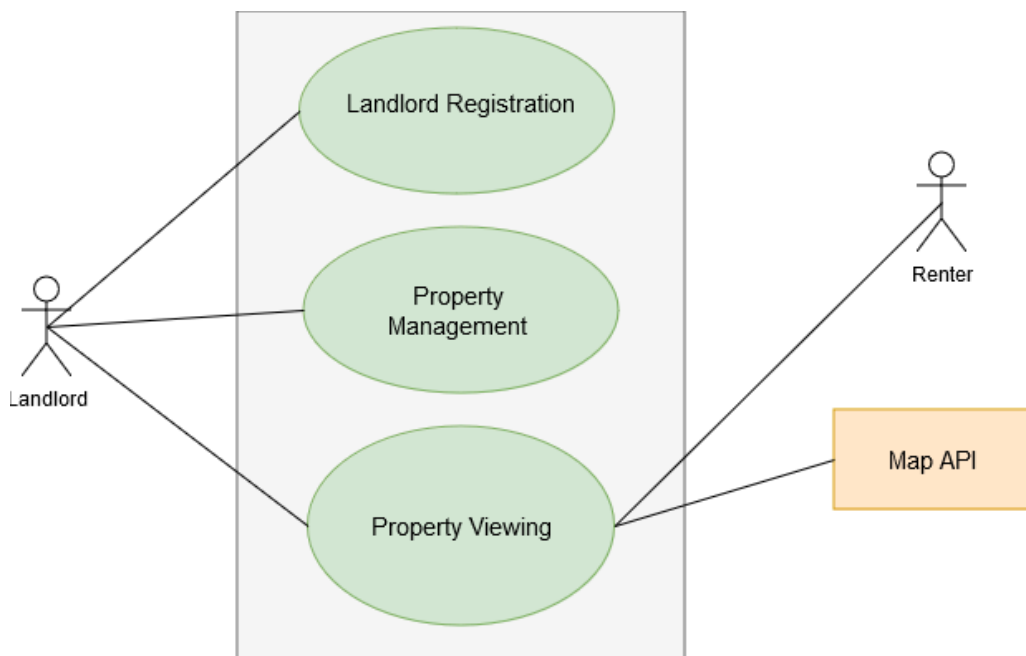 Landlord Registration
Renter
Property
Management
Landlord
Map API
Property Viewing